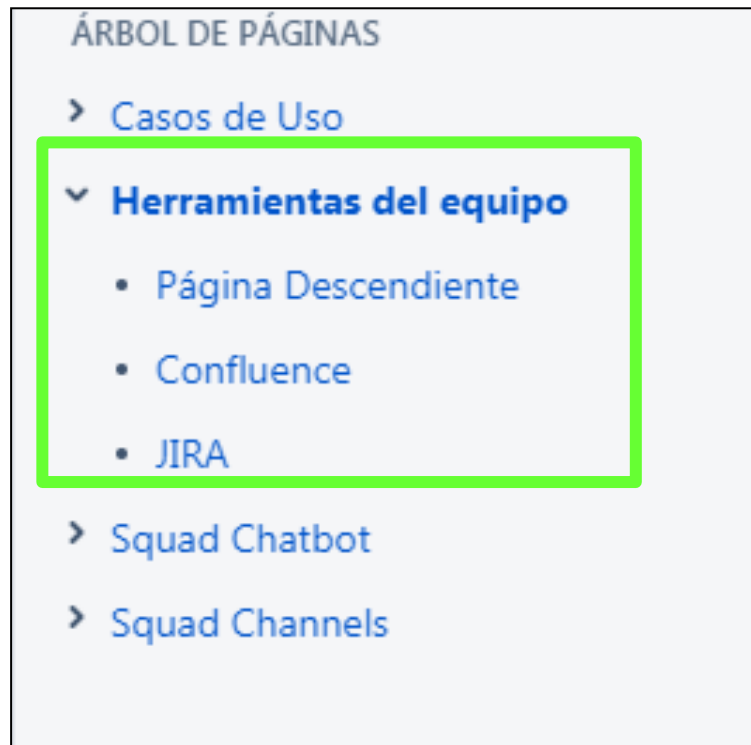 ÁRBOL DE PÁGINAS
Casos de Uso
Herramientas del equipo
Página Descendiente
Confluence
JIRA
Squad Chatbot
Squad Channels